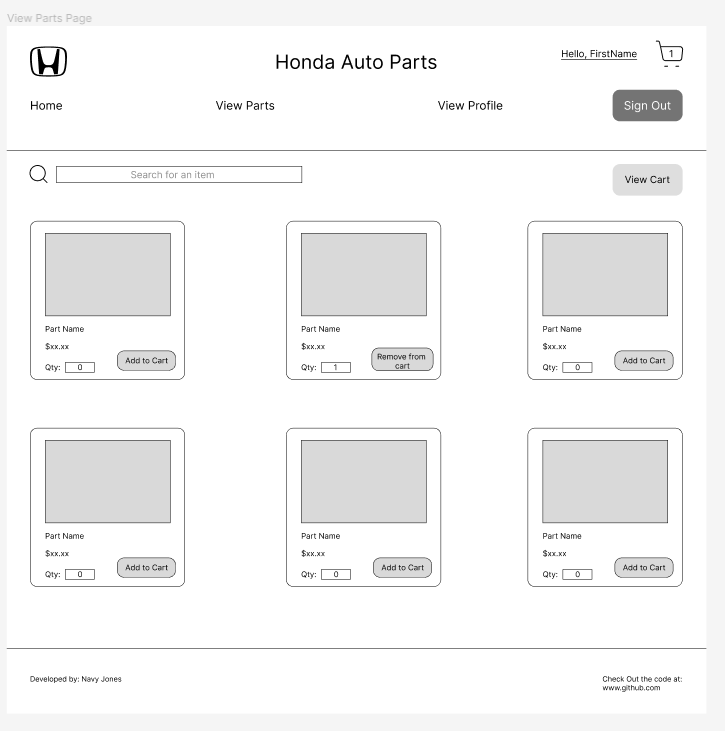 View Parts Page
Honda Auto Parts
Hello, FirstName
1
Home
View Parts
View Profile
Sign Out
Search for an item
View Cart
Part Name
$xx.xx
Qty: 0
Add to Cart
Part Name
$xx.xx
Qty: 1
Remove from
cart
Part Name
$xx.xx
Qty: 0
Add to Cart
Part Name
$xx.xx
Qty: 0
Add to Cart
Part Name
$xx.xx
Qty: 0
Add to Cart
Part Name
$xx.xx
Qty: 0
Add to Cart
Developed by: Navy Jones
Check Out the code at:
www.github.com